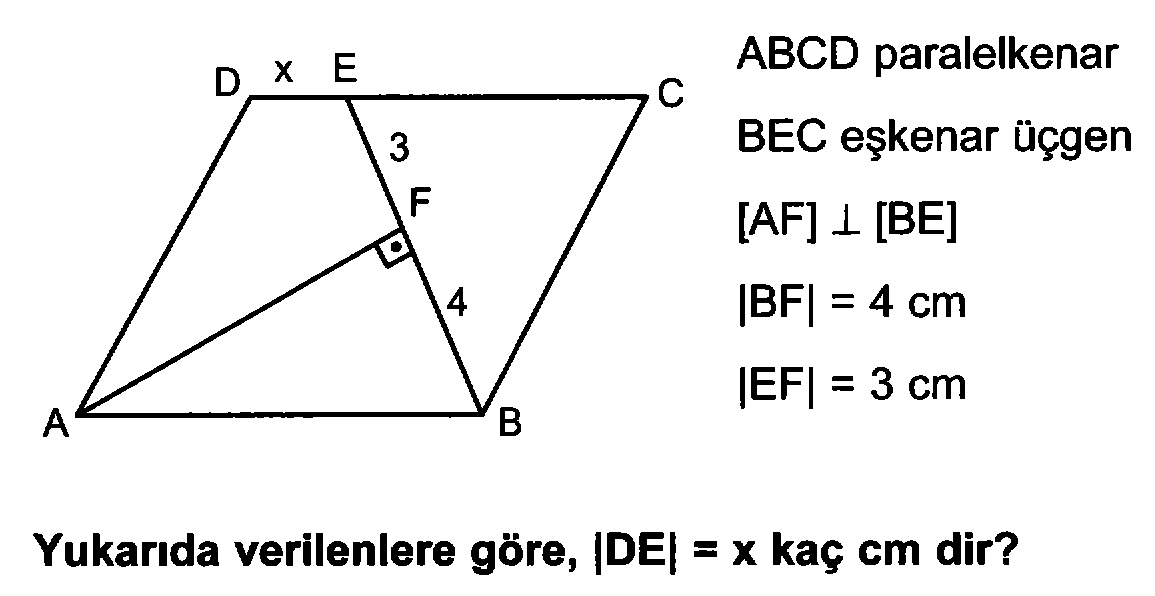 D x E C
3
F
4
A B
ABCD paralelkenar
BEC eşkenar üçgen
[AF] ⊥ [BE]
|BF| = 4 cm
|EF| = 3 cm
Yukarıda verilenlere göre, |DE| = x kaç cm dir?